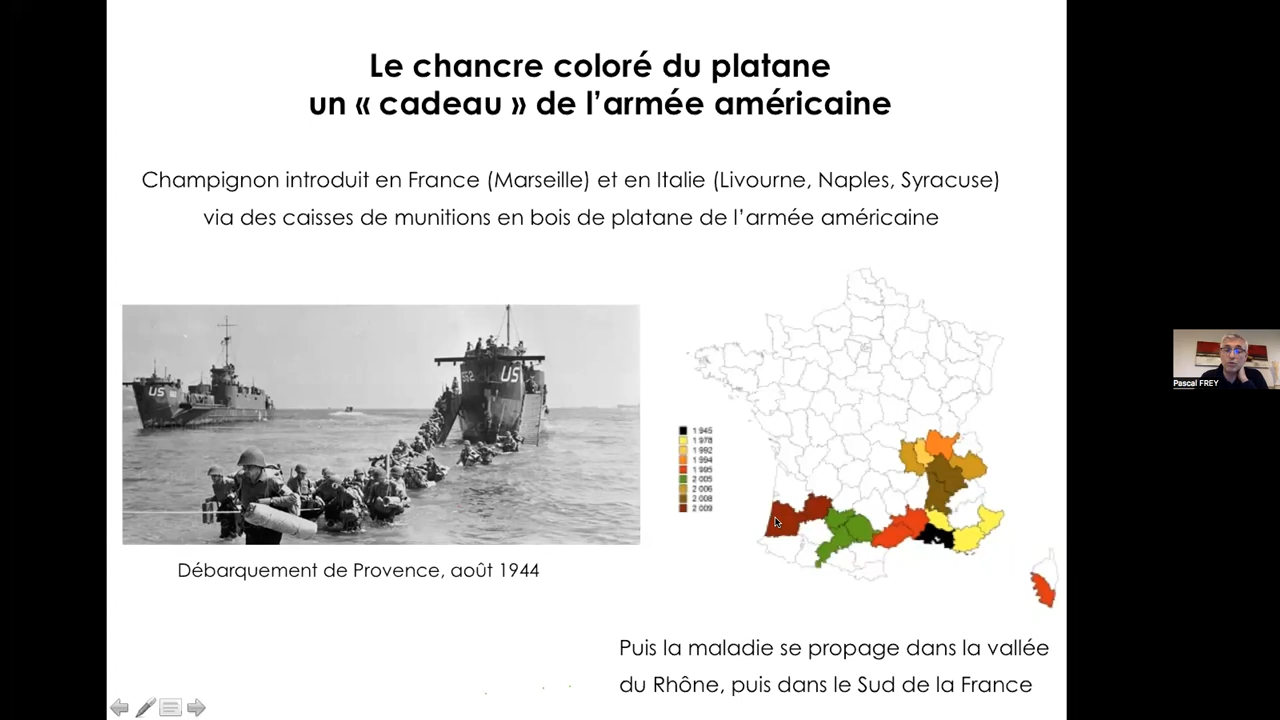 Le chancre coloré du platane
un « cadeau » de l'armée américaine
Champignon introduit en France (Marseille) et en Italie (Livourne, Naples, Syracuse)
via des caisses de munitions en bois de platane de l'armée américaine
US
552
US
1 945
1 978
1 992
1 994
1 995
2 005
2 006
2 008
2 009
Pascal FREY
Débarquement de Provence, août 1944
Puis la maladie se propage dans la vallée
du Rhône, puis dans le Sud de la France